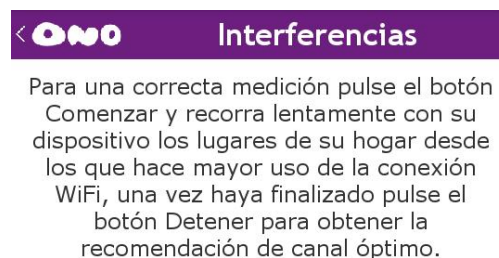 < ONO Interferencias
Para una correcta medición pulse el botón
Comenzar y recorra lentamente con su
dispositivo los lugares de su hogar desde
los que hace mayor uso de la conexión
WiFi, una vez haya finalizado pulse el
botón Detener para obtener la
recomendación de canal óptimo.